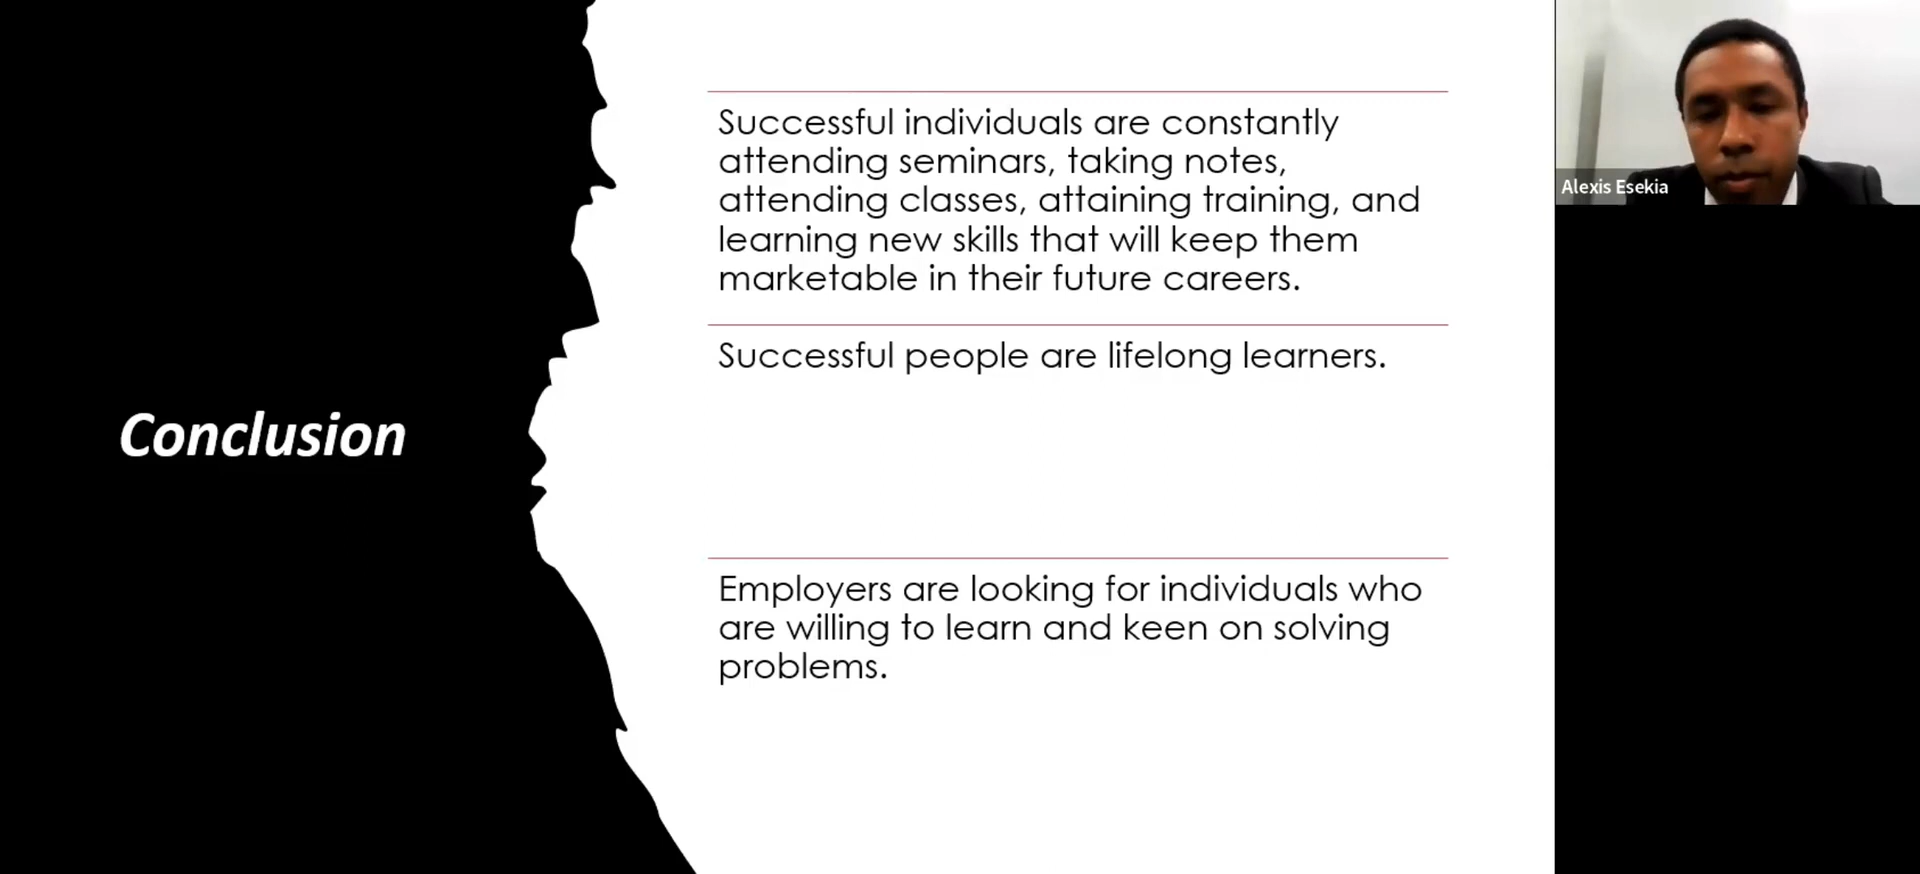 Conclusion
Successful individuals are constantly
attending seminars, taking notes,
attending classes, attaining training, and
learning new skills that will keep them
marketable in their future careers.
Successful people are lifelong learners.
Employers are looking for individuals who
are willing to learn and keen on solving
problems.
Alexis Esekia